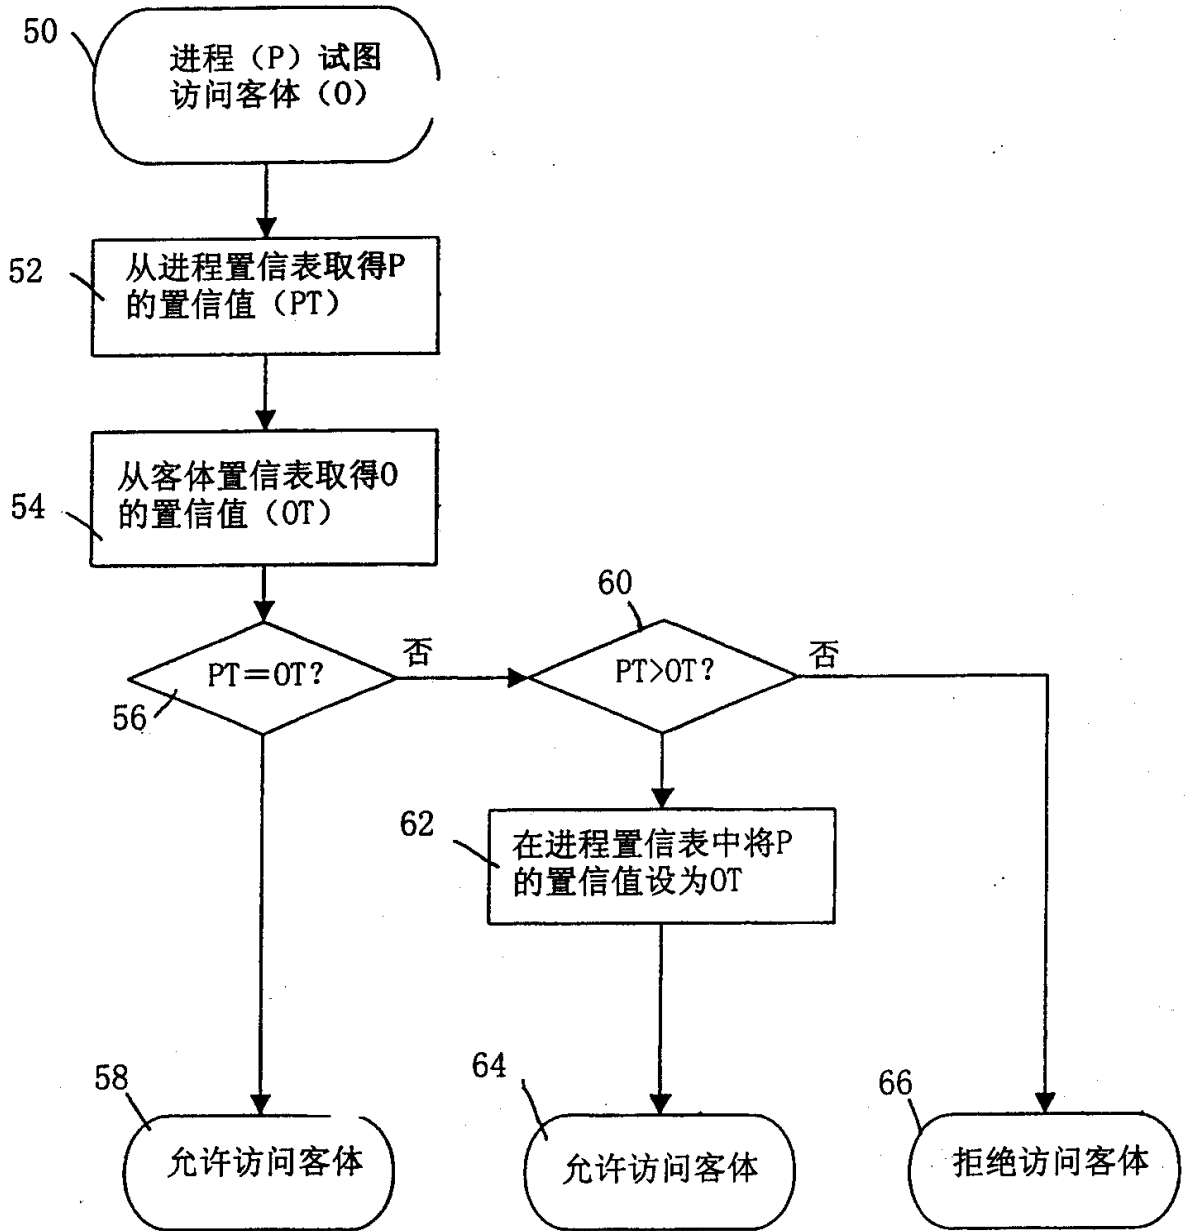 50
进程（P）试图
访问客体（O）
52
从进程置信表取得P
的置信值（PT）
54
从客体置信表取得O
的置信值（OT）
56
PT=OT?
否
60
PT>OT?
否
62
在进程置信表中将P
的置信值设为OT
58
允许访问客体
64
允许访问客体
66
拒绝访问客体